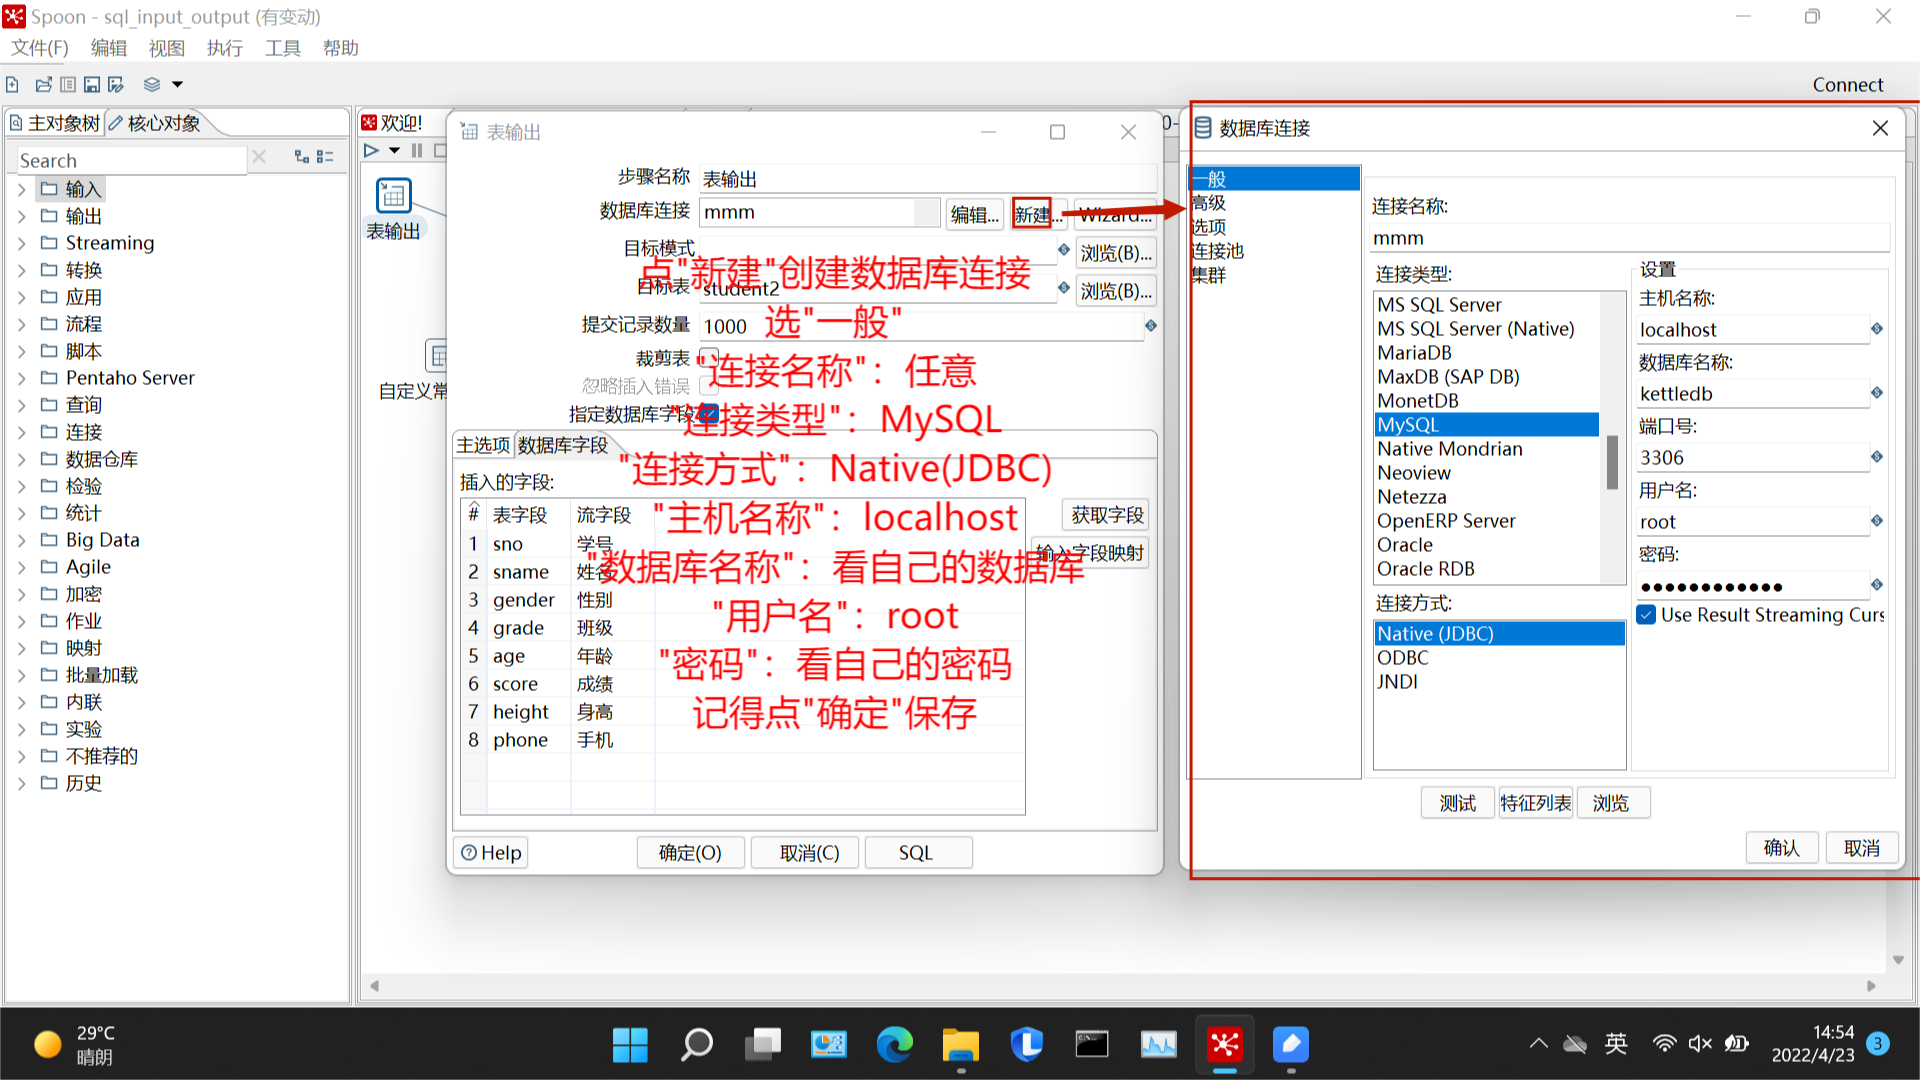 Spoon - sql_input_output (有变动)
文件(F) 编辑 视图 执行 工具 帮助
Connect
主对象树 核心对象
Search
输入
输出
Streaming
转换
应用
流程
脚本
Pentaho Server
查询
连接
数据仓库
检验
统计
Big Data
Agile
加密
作业
映射
批量加载
内联
实验
不推荐的
历史
欢迎!
表输出
自定义常
表输出
步骤名称 表输出
数据库连接 mmm 编辑... 新建... Wizard...
目标模式 浏览(B)...
目标表 student2 浏览(B)...
提交记录数量 1000
裁剪表
忽略插入错误
指定数据库字段
主选项 数据库字段
插入的字段:
# 表字段 流字段
1 sno 学号
2 sname 姓名
3 gender 性别
4 grade 班级
5 age 年龄
6 score 成绩
7 height 身高
8 phone 手机
获取字段
输入字段映射
Help 确定(O) 取消(C) SQL
点"新建"创建数据库连接
选"一般"
"连接名称"：任意
"连接类型"：MySQL
"连接方式"：Native(JDBC)
"主机名称"：localhost
"数据库名称"：看自己的数据库
"用户名"：root
"密码"：看自己的密码
记得点"确定"保存
数据库连接
一般
高级
选项
连接池
集群
连接名称:
mmm
连接类型:
MS SQL Server
MS SQL Server (Native)
MariaDB
MaxDB (SAP DB)
MonetDB
MySQL
Native Mondrian
Neoview
Netezza
OpenERP Server
Oracle
Oracle RDB
连接方式:
Native (JDBC)
ODBC
JNDI
设置
主机名称:
localhost
数据库名称:
kettledb
端口号:
3306
用户名:
root
密码:
●●●●●●●●●●●●
Use Result Streaming Curs
测试 特征列表 浏览
确认 取消
29°C
晴朗
英
14:54
2022/4/23
3